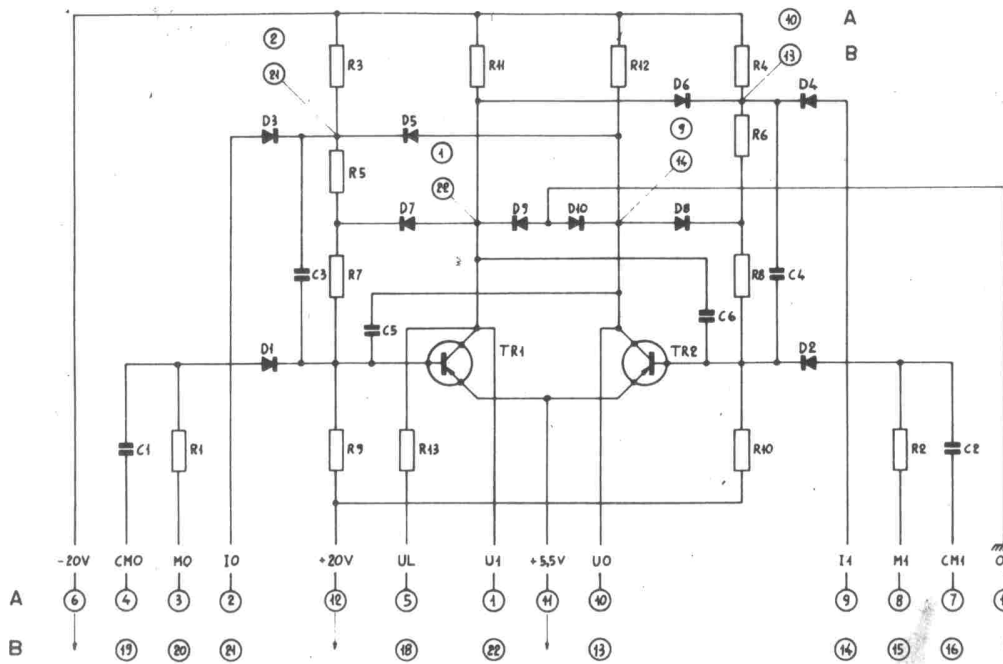 10 A
2 B
R3 R11 R12 R4 13
21 D6 D4
D3 D5 9 R6
1
R5 14
22
D7 D9 D10 D8
C3 R7 R8 C4
C5 C6
D1 TR1 TR2 D2
C1 R1 R9 R13 R10 R2 C2
-20V CM0 M0 I0 +20V UL U1 +5,5V U0 I1 M1 CM1
A 6 4 3 2 12 5 1 11 10 9 8 7
B 19 20 21 18 22 13 14 15 16